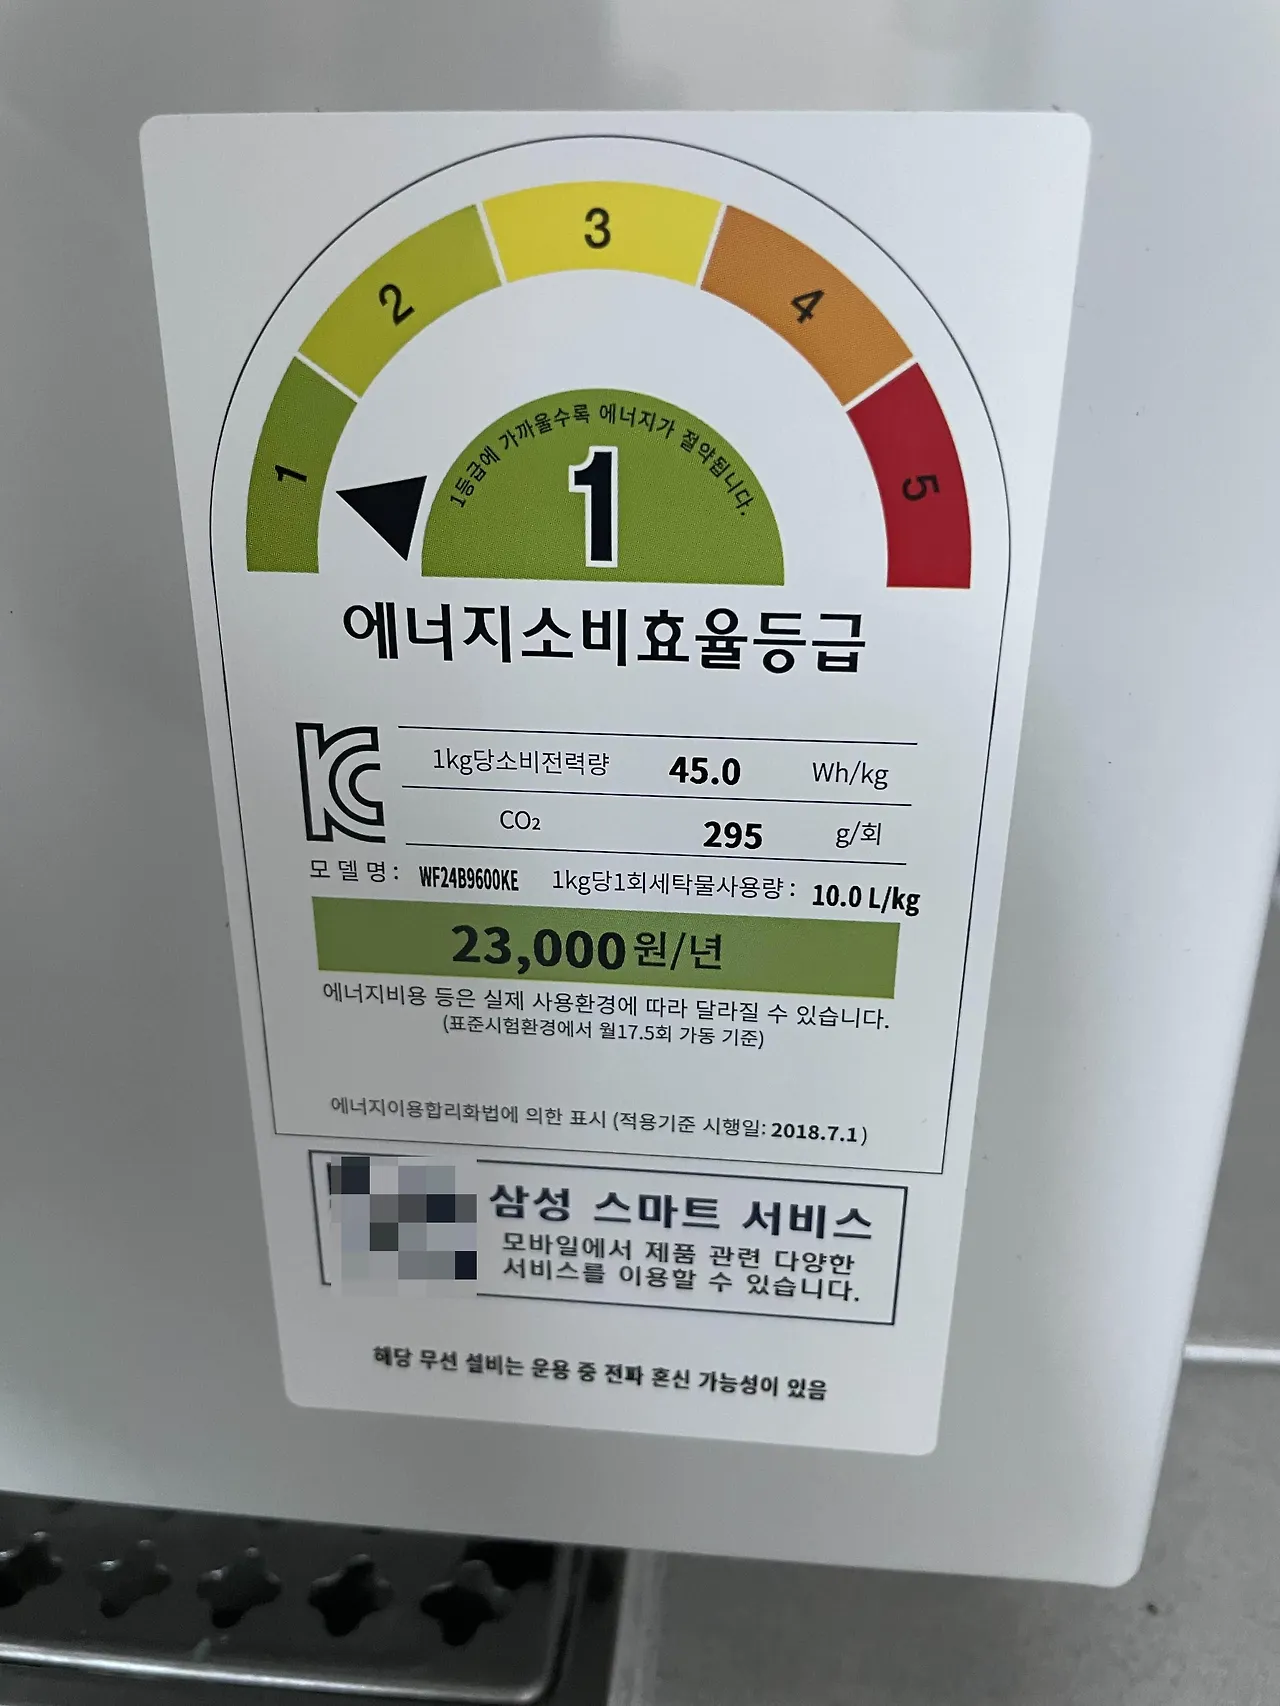 1 2 3 4 5
1등급에 가까울수록 에너지가 절약됩니다.
1
에너지소비효율등급
1kg당소비전력량 45.0 Wh/kg
CO₂ 295 g/회
모델명: WF24B9600KE 1kg당1회세탁물사용량: 10.0 L/kg
23,000원/년
에너지비용 등은 실제 사용환경에 따라 달라질 수 있습니다.
(표준시험환경에서 월17.5회 가동 기준)
에너지이용합리화법에 의한 표시 (적용기준 시행일: 2018.7.1)
삼성 스마트 서비스
모바일에서 제품 관련 다양한
서비스를 이용할 수 있습니다.
해당 무선 설비는 운용 중 전파 혼신 가능성이 있음